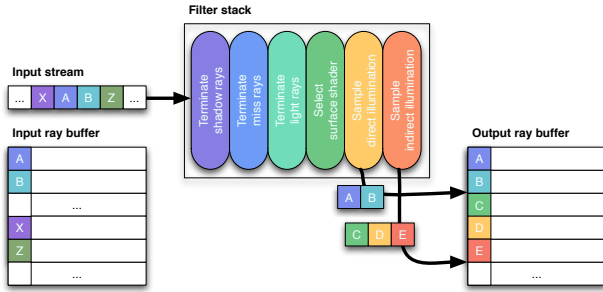 Filter stack
Terminate
shadow rays
Terminate
miss rays
Terminate
light rays
Select
surface shader
Sample
direct illumination
Sample
indirect illumination
Input stream
... X A B Z ...
Input ray buffer
A
B
...
X
Z
...
A B
C D E
Output ray buffer
A
B
C
D
E
...